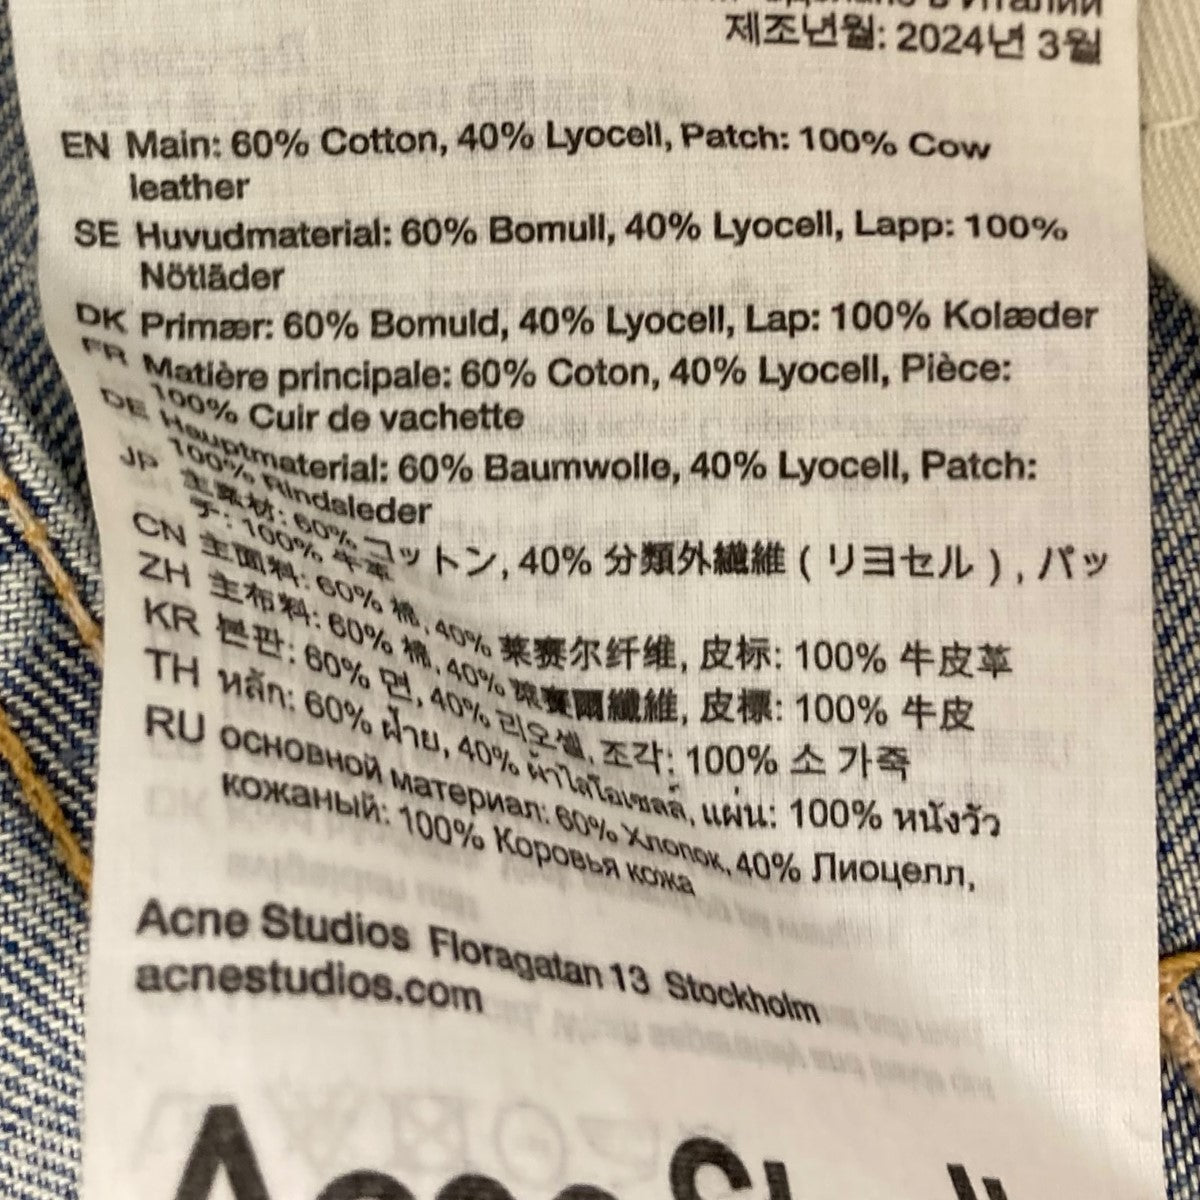 в Италии
제조년월: 2024년 3월
EN Main: 60% Cotton, 40% Lyocell, Patch: 100% Cow
leather
SE Huvudmaterial: 60% Bomull, 40% Lyocell, Lapp: 100%
Nötläder
DK Primær: 60% Bomuld, 40% Lyocell, Lap: 100% Kolæder
FR Matière principale: 60% Coton, 40% Lyocell, Pièce:
100% Cuir de vachette
DE Hauptmaterial: 60% Baumwolle, 40% Lyocell, Patch:
100% Rindsleder
JP 主素材: 60% コットン, 40% 分類外繊維 ( リヨセル ) , パッ
チ: 100% 牛革
CN 主面料: 60% 棉, 40% 莱赛尔纤维, 皮标: 100% 牛皮革
ZH 主布料: 60% 棉, 40% 萊賽爾纖維, 皮標: 100% 牛皮
KR 본판: 60% 면, 40% 리오셀, 조각: 100% 소 가죽
TH หลัก: 60% ฝ้าย, 40% ผ้าไลโอเซลล์, แผ่น: 100% หนังวัว
RU основной материал: 60% Хлопок, 40% Лиоцелл,
кожаный: 100% Коровья кожа
Acne Studios Floragatan 13 Stockholm
acnestudios.com
Acne Studi